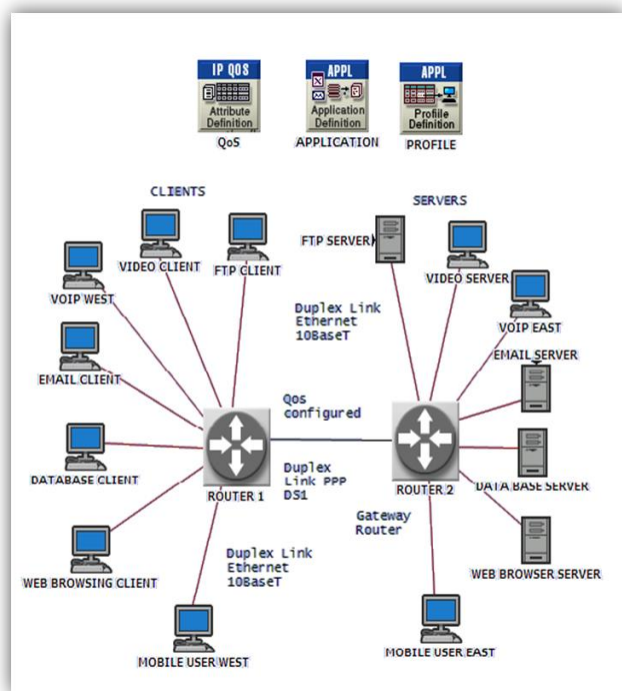 IP QOS
Attribute
Definition
QoS
APPL
Application
Definition
APPLICATION
APPL
Profile
Definition
PROFILE
CLIENTS
SERVERS
VIDEO CLIENT
FTP CLIENT
FTP SERVER
VIDEO SERVER
VOIP WEST
VOIP EAST
Duplex Link
Ethernet
10BaseT
EMAIL CLIENT
EMAIL SERVER
Qos
configured
DATABASE CLIENT
ROUTER 1
Duplex
Link PPP
DS1
ROUTER 2
DATA BASE SERVER
Gateway
Router
WEB BROWSING CLIENT
Duplex Link
Ethernet
10BaseT
WEB BROWSER SERVER
MOBILE USER WEST
MOBILE USER EAST